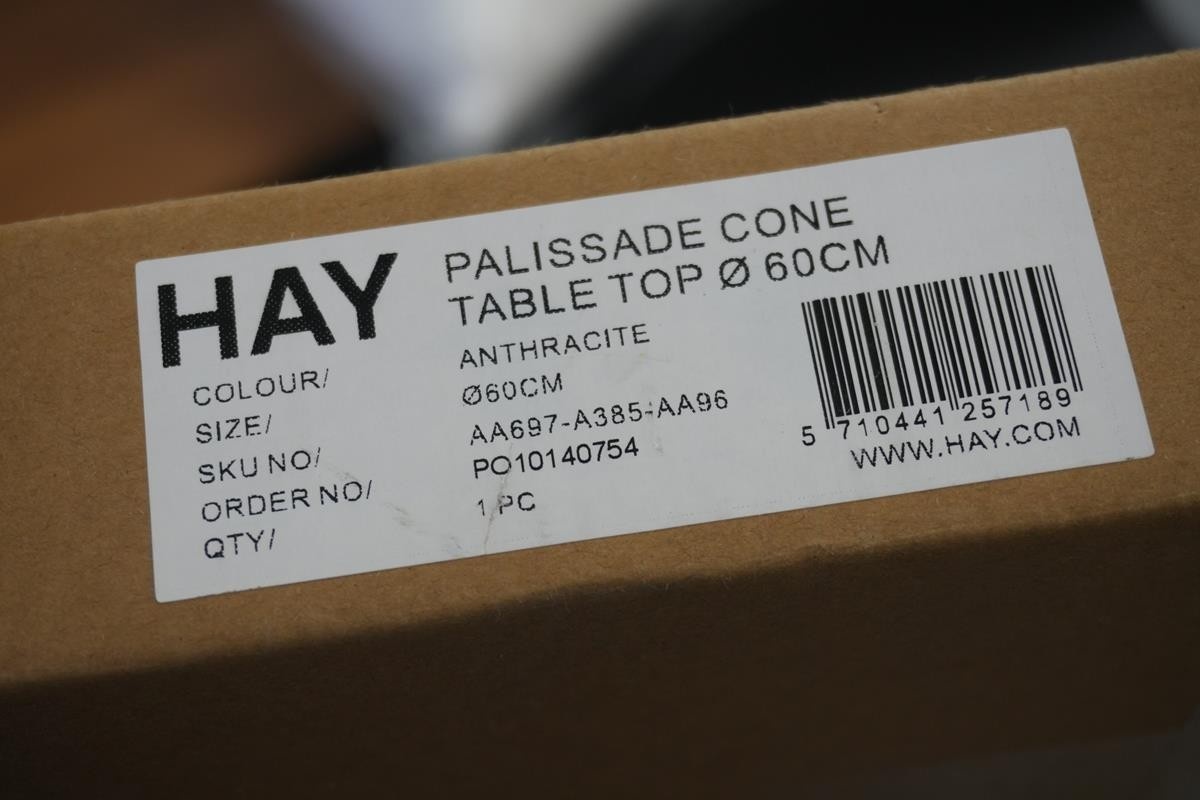 HAY
PALISSADE CONE
TABLE TOP Ø 60CM
COLOUR/ ANTHRACITE
SIZE/ Ø60CM
SKU NO/ AA697-A385-AA96
ORDER NO/ PO10140754
QTY/ 1 PC
5 710441 257189
WWW.HAY.COM